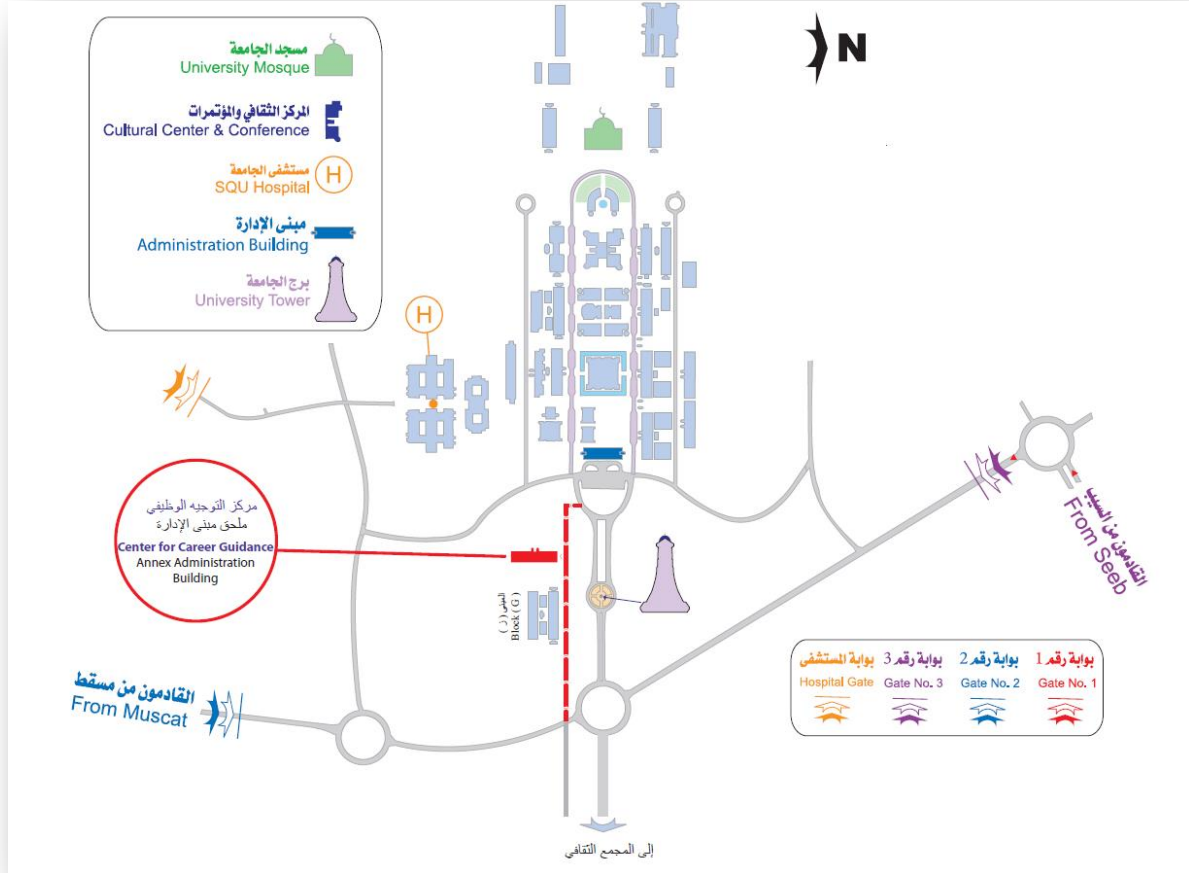 مسجد الجامعة
University Mosque
المركز الثقافي والمؤتمرات
Cultural Center & Conference
مستشفى الجامعة
SQU Hospital
H
مبنى الإدارة
Administration Building
برج الجامعة
University Tower
N
H
مركز التوجيه الوظيفي
ملحق مبنى الإدارة
Center for Career Guidance
Annex Administration
Building
المبنى ( ز )
Block ( G )
القادمون من السيب
From Seeb
القادمون من مسقط
From Muscat
بوابة رقم 1
Gate No. 1
بوابة رقم 2
Gate No. 2
بوابة رقم 3
Gate No. 3
بوابة المستشفى
Hospital Gate
إلى المجمع الثقافي